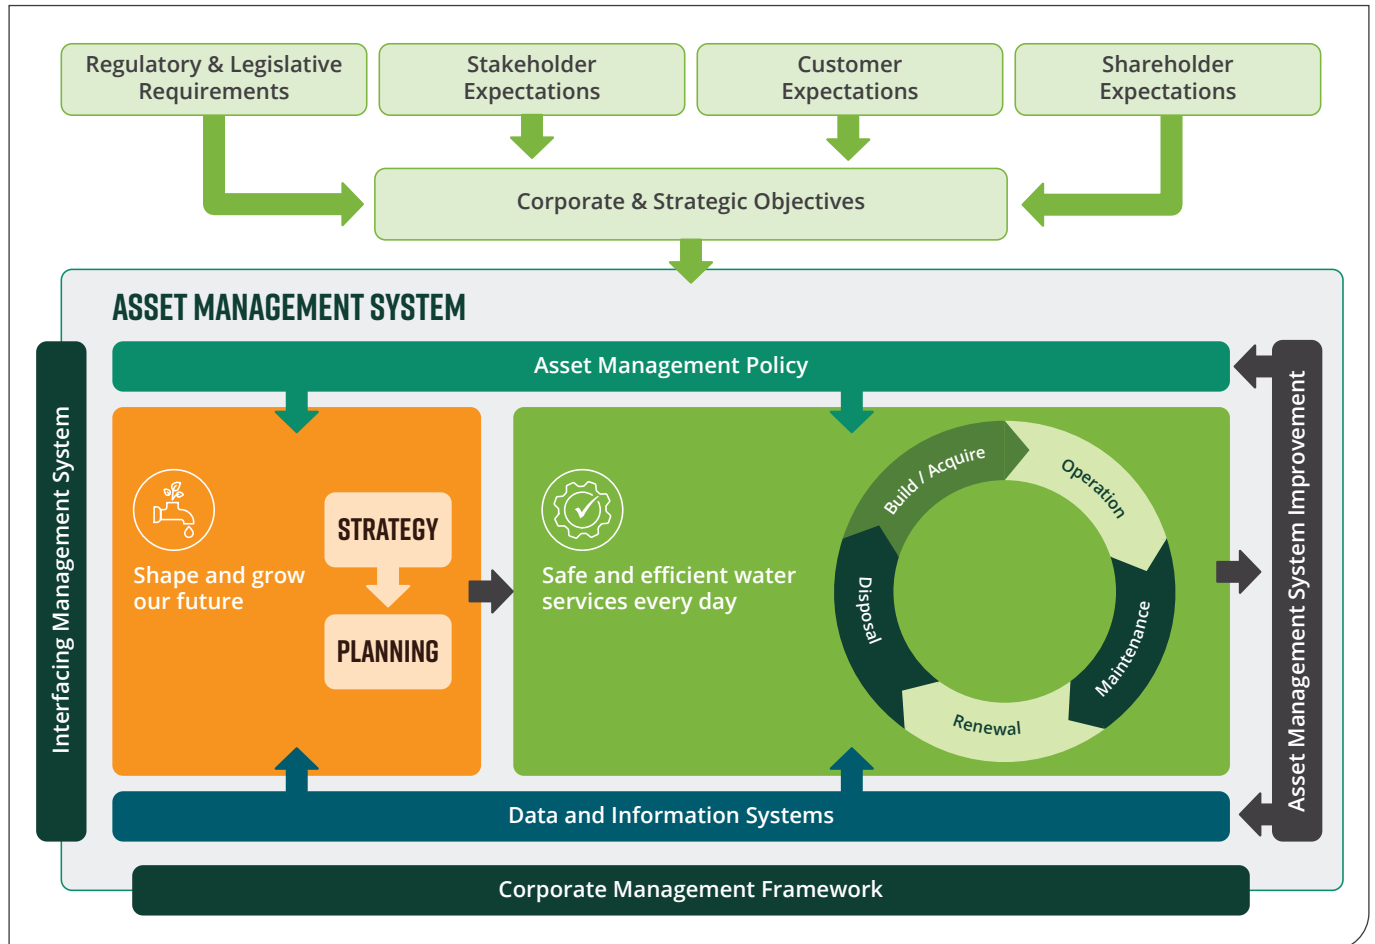 Regulatory & Legislative
Requirements
Stakeholder
Expectations
Customer
Expectations
Shareholder
Expectations
Corporate & Strategic Objectives
ASSET MANAGEMENT SYSTEM
Interfacing Management System
Asset Management Policy
Shape and grow
our future
STRATEGY
PLANNING
Safe and efficient water
services every day
Build / Acquire
Operation
Maintenance
Renewal
Disposal
Asset Management System Improvement
Data and Information Systems
Corporate Management Framework